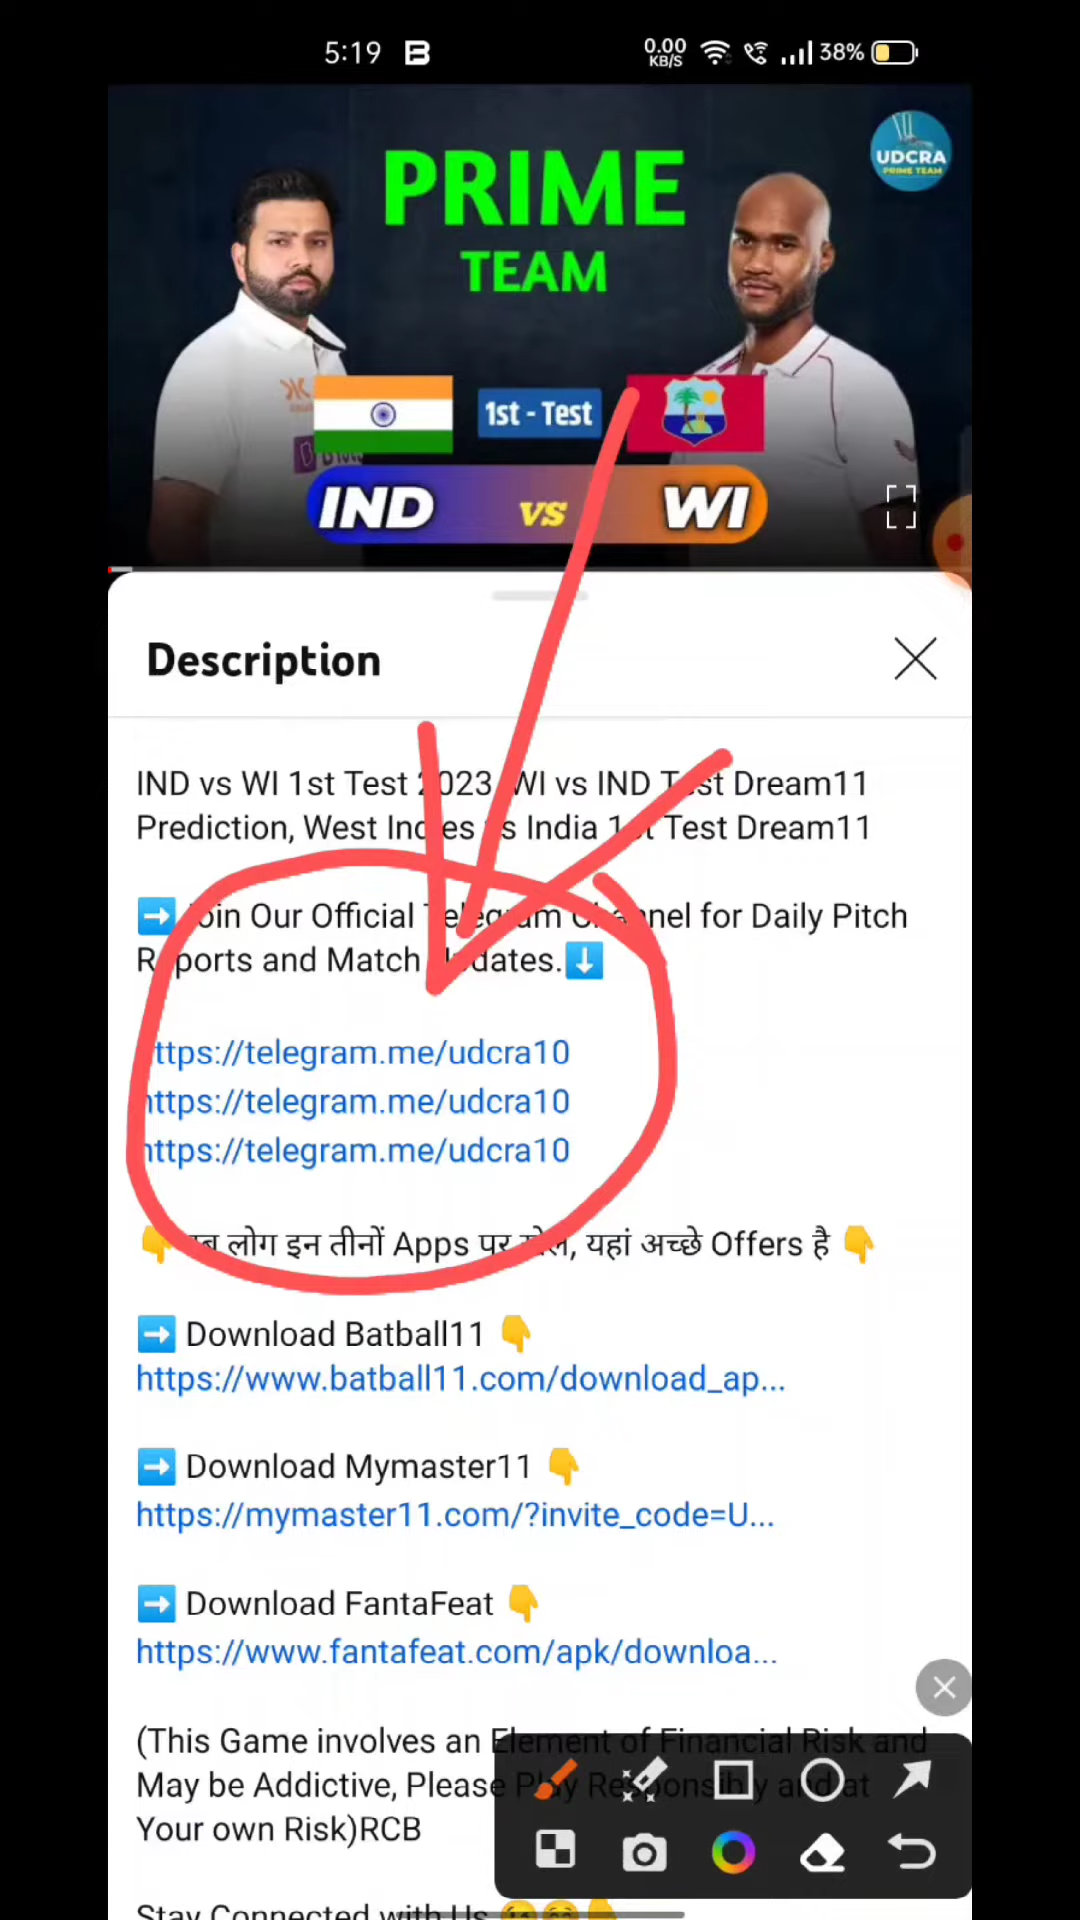 5:19
0.00 KB/S
38%
UDCRA
PRIME TEAM
PRIME
TEAM
1st - Test
IND vs WI
Description
IND vs WI 1st Test 2023, WI vs IND Test Dream11
Prediction, West Indies vs India 1st Test Dream11
➡️ Join Our Official Telegram Channel for Daily Pitch
Reports and Match Updates.⬇️
https://telegram.me/udcra10
https://telegram.me/udcra10
https://telegram.me/udcra10
👇 सब लोग इन तीनों Apps पर खेलें, यहां अच्छे Offers है 👇
➡️ Download Batball11 👇
https://www.batball11.com/download_ap...
➡️ Download Mymaster11 👇
https://mymaster11.com/?invite_code=U...
➡️ Download FantaFeat 👇
https://www.fantafeat.com/apk/downloa...
(This Game involves an Element of Financial Risk and
May be Addictive, Please Play Responsibly and at
Your own Risk)RCB
Stay Connected with Us